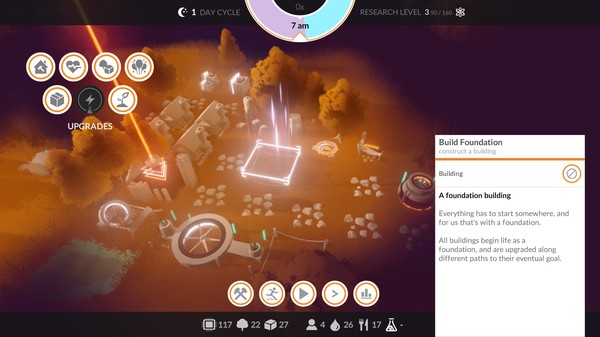 0x
1 DAY CYCLE
RESEARCH LEVEL 3 50 / 160
7 am
UPGRADES
Build Foundation
construct a building
Building
A foundation building
Everything has to start somewhere, and
for us that's with a foundation.
All buildings begin life as a
foundation, and are upgraded along
different paths to their eventual goal.
117 22 27 4 26 17 -